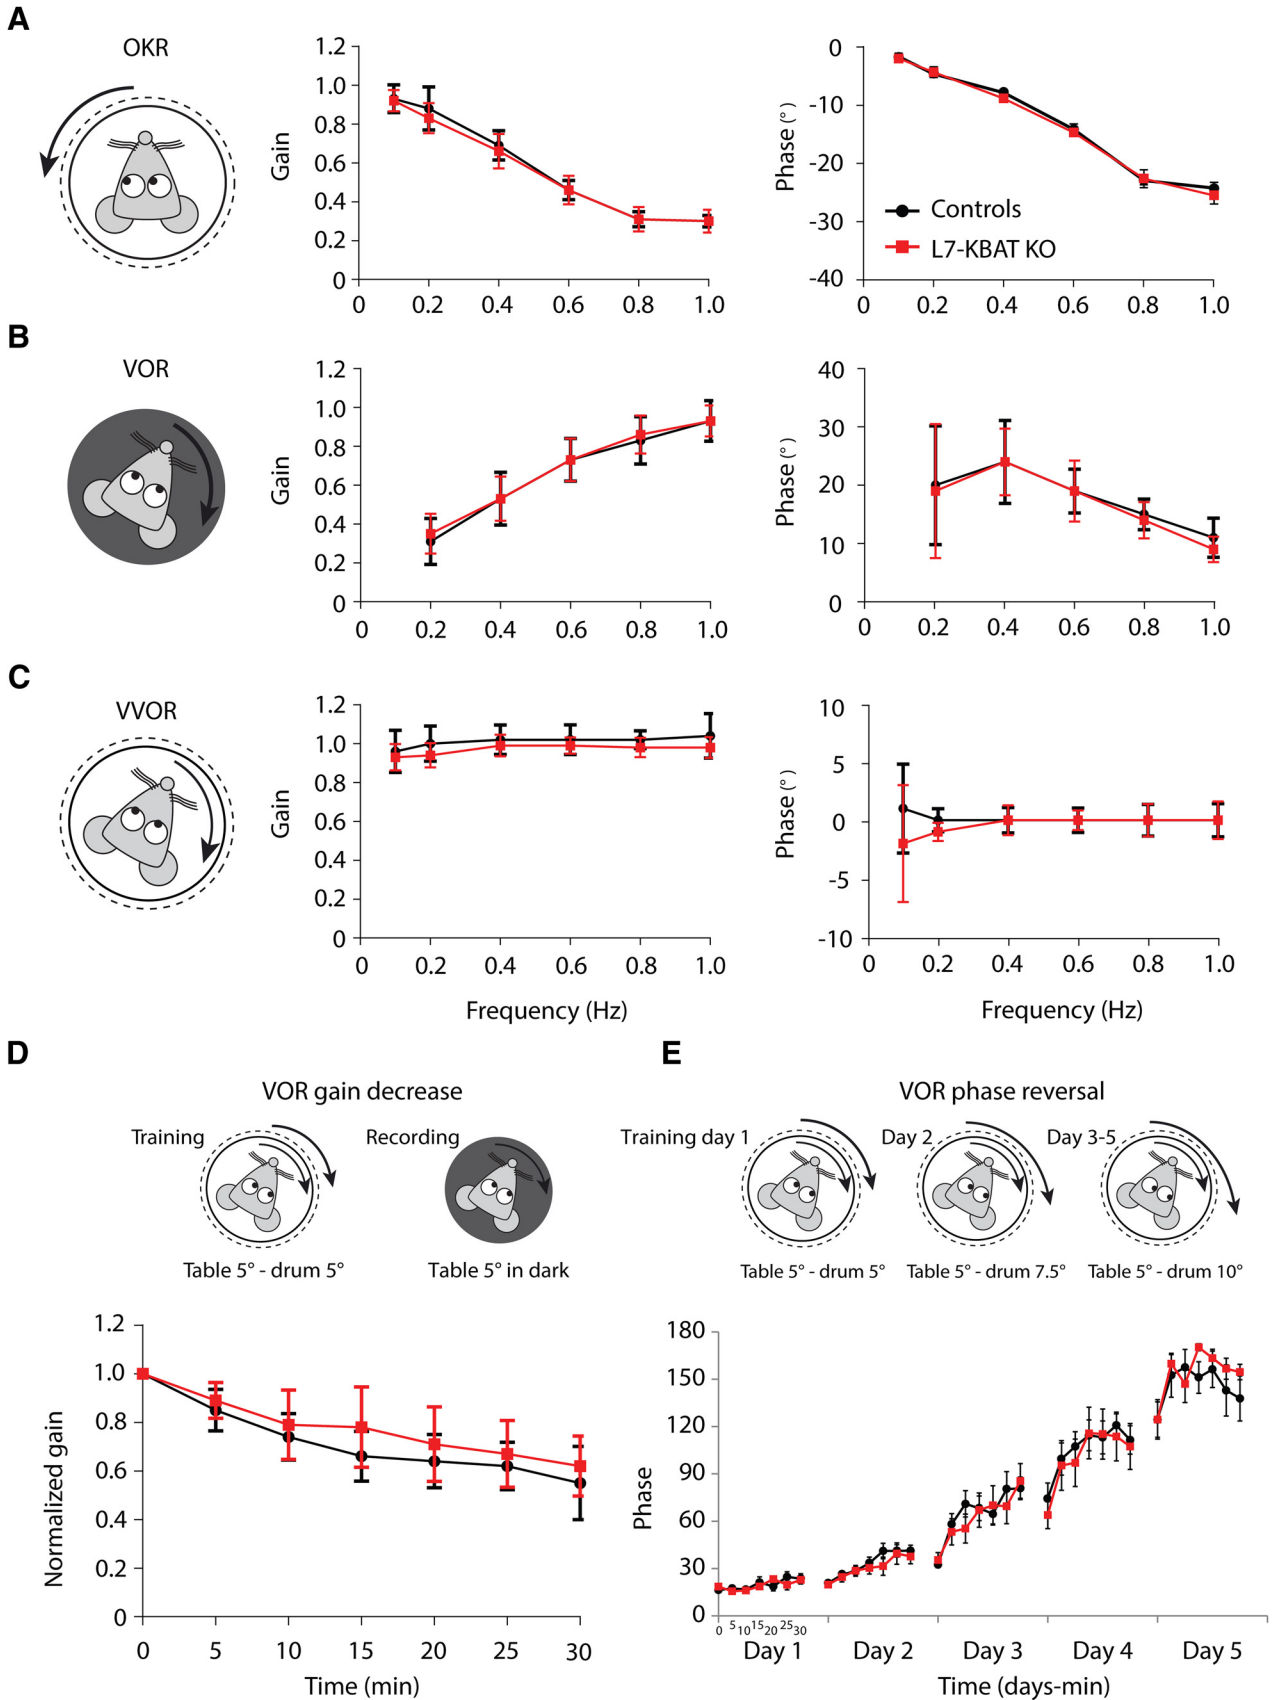 A
OKR
1.2
1.0
0.8
0.6
0.4
0.2
0
Gain
0 0.2 0.4 0.6 0.8 1.0
0
-10
-20
-30
-40
Phase (°)
Controls
L7-KBAT KO
0 0.2 0.4 0.6 0.8 1.0
B
VOR
1.2
1.0
0.8
0.6
0.4
0.2
0
Gain
0 0.2 0.4 0.6 0.8 1.0
40
30
20
10
0
Phase (°)
0 0.2 0.4 0.6 0.8 1.0
C
VVOR
1.2
1.0
0.8
0.6
0.4
0.2
0
Gain
0 0.2 0.4 0.6 0.8 1.0
Frequency (Hz)
10
5
0
-5
-10
Phase (°)
0 0.2 0.4 0.6 0.8 1.0
Frequency (Hz)
D
VOR gain decrease
Training
Recording
Table 5° - drum 5°
Table 5° in dark
1.2
1.0
0.8
0.6
0.4
0.2
0
Normalized gain
0 5 10 15 20 25 30
Time (min)
E
VOR phase reversal
Training day 1
Day 2
Day 3-5
Table 5° - drum 5°
Table 5° - drum 7.5°
Table 5° - drum 10°
180
150
120
90
60
30
0
Phase
0 5 10 15 20 25 30
Day 1 Day 2 Day 3 Day 4 Day 5
Time (days-min)